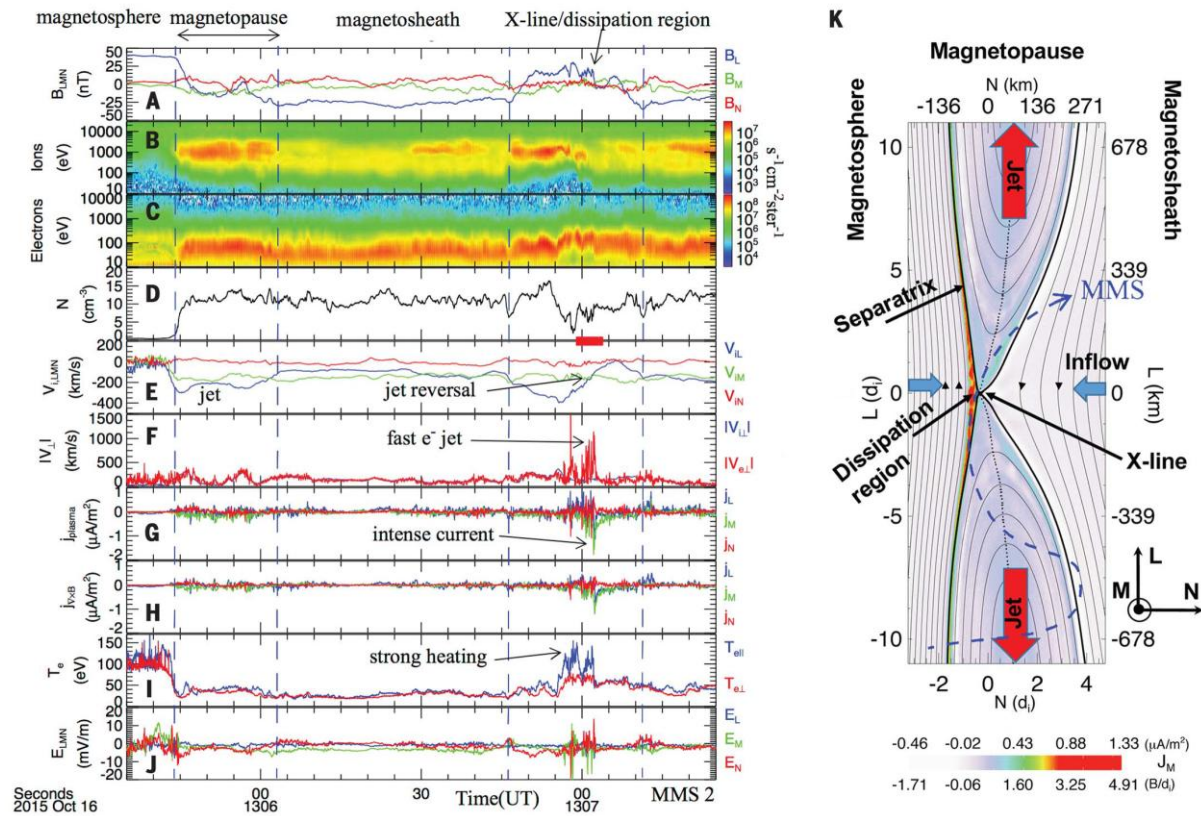 magnetosphere magnetopause magnetosheath X-line/dissipation region
50
25
0
-25
B_LMN
(nT)
A
B_L
B_M
B_N
10000
1000
100
10
Ions
(eV)
B
10^7
10^6
10^5
10^4
10^3
s^-1 cm^-2 ster^-1
10000
1000
100
Electrons
(eV)
C
10^8
10^7
10^6
10^5
10^4
20
15
10
5
0
N
(cm^-3)
D
200
0
-200
-400
V_i,LMN
(km/s)
E
jet
jet reversal
V_iL
V_iM
V_iN
1500
1000
500
0
|V_⊥|
(km/s)
F
fast e^- jet
|V_i⊥|
|V_e⊥|
1
0
-1
-2
j_plasma
(μA/m^2)
G
intense current
j_L
j_M
j_N
1
0
-1
-2
j_∇×B
(μA/m^2)
H
j_L
j_M
j_N
150
100
50
0
T_e
(eV)
I
strong heating
T_e||
T_e⊥
20
10
0
-10
-20
E_LMN
(mV/m)
J
E_L
E_M
E_N
Seconds 00 30 Time(UT) 00 MMS 2
2015 Oct 16 1306 1307
K
Magnetopause
N (km)
-136 0 136 271
Magnetosphere
Magnetosheath
10
5
0
-5
-10
L (d_i)
678
339
0
-339
-678
L (km)
Jet
MMS
Separatrix
Inflow
Dissipation
region
X-line
Jet
L
M
N
-2 0 2 4
N (d_i)
-0.46 -0.02 0.43 0.88 1.33 (μA/m^2)
J_M
-1.71 -0.06 1.60 3.25 4.91 (B/d_i)